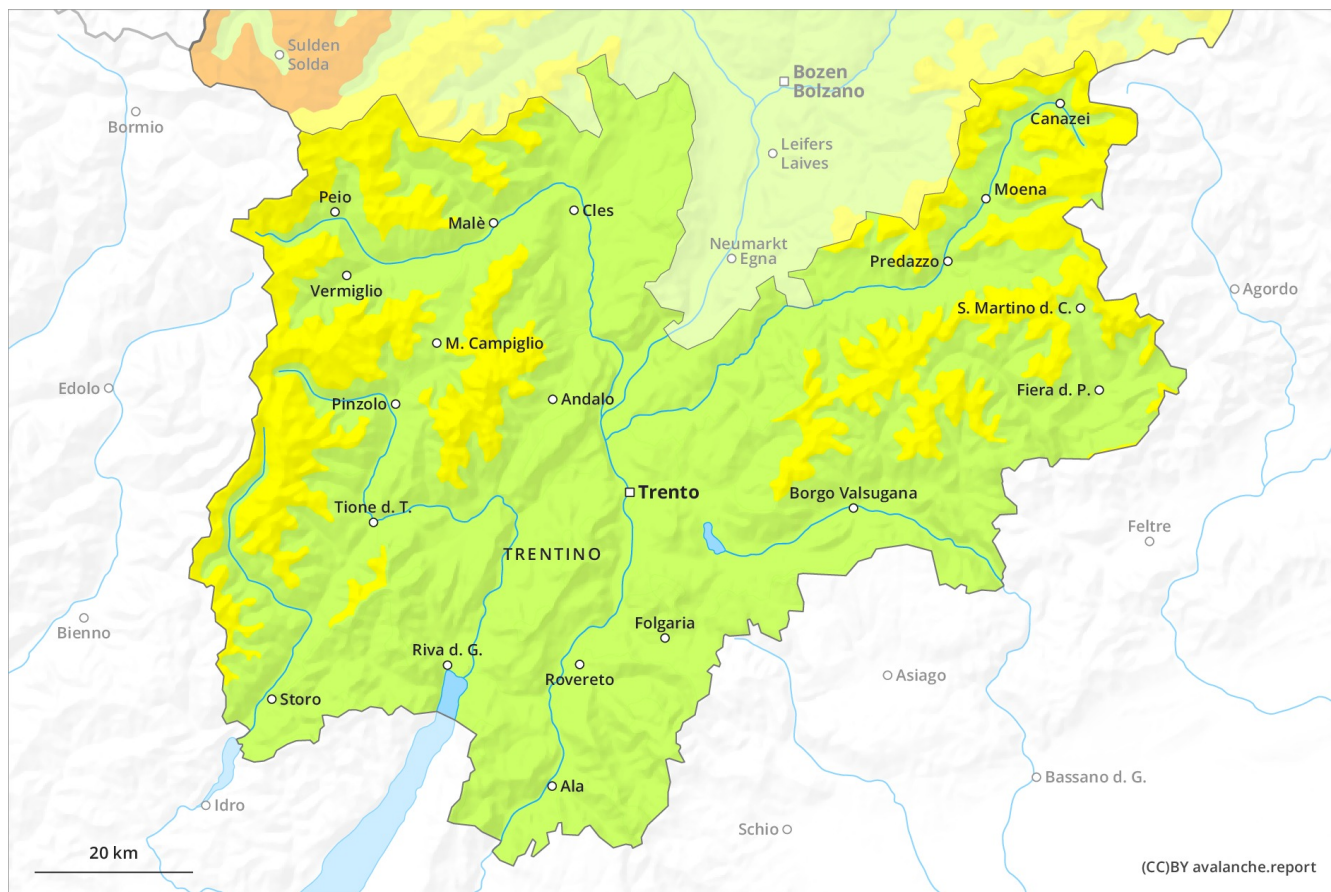 Sulden
Solda
Bormio
Bozen
Bolzano
Canazei
Leifers
Laives
Peio
Malè
Cles
Moena
Neumarkt
Egna
Predazzo
Vermiglio
Agordo
S. Martino d. C.
M. Campiglio
Edolo
Pinzolo
Andalo
Fiera d. P.
Trento
Borgo Valsugana
Tione d. T.
Feltre
TRENTINO
Bienno
Folgaria
Riva d. G.
Rovereto
Asiago
Storo
Bassano d. G.
Ala
Idro
Schio
20 km
(CC)BY avalanche.report